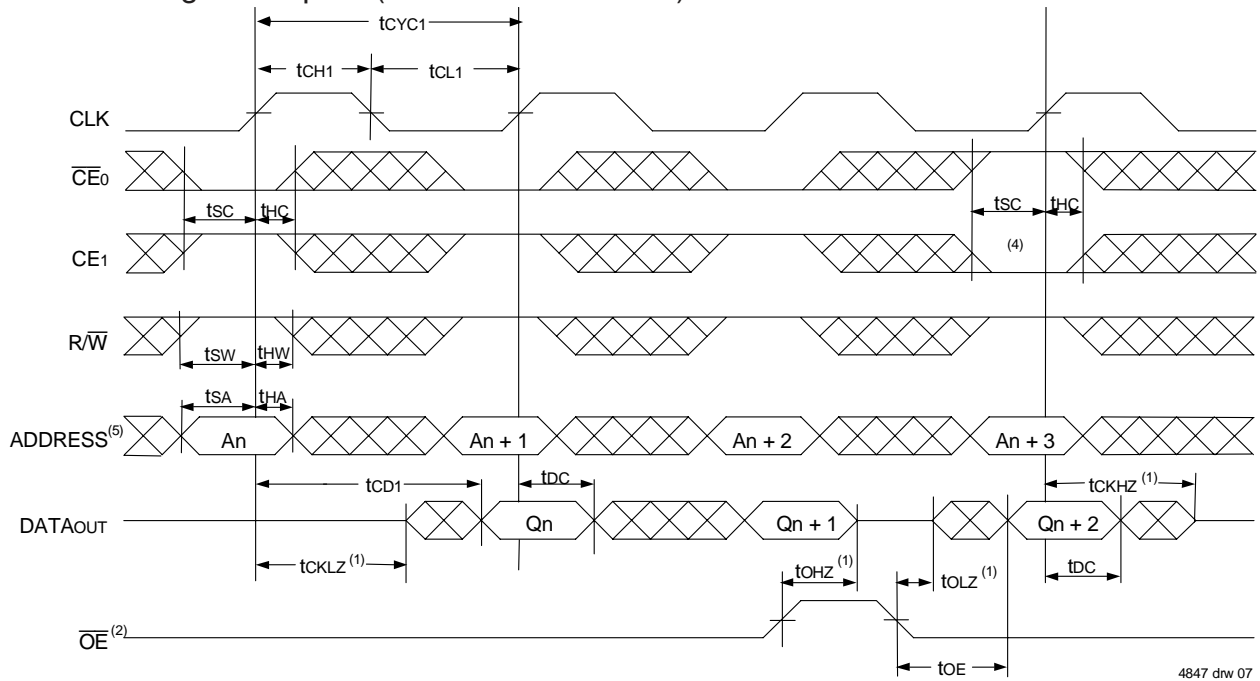 tCYC1
tCH1
tCL1
CLK
CE0
tSC
tHC
tSC
tHC
(4)
CE1
R/W
tSW
tHW
tSA
tHA
ADDRESS(5)
An
An + 1
An + 2
An + 3
tCD1
tDC
tCKHZ (1)
DATAOUT
Qn
Qn + 1
Qn + 2
tCKLZ (1)
tOHZ (1)
tOLZ (1)
tDC
OE (2)
tOE
4847 drw 07